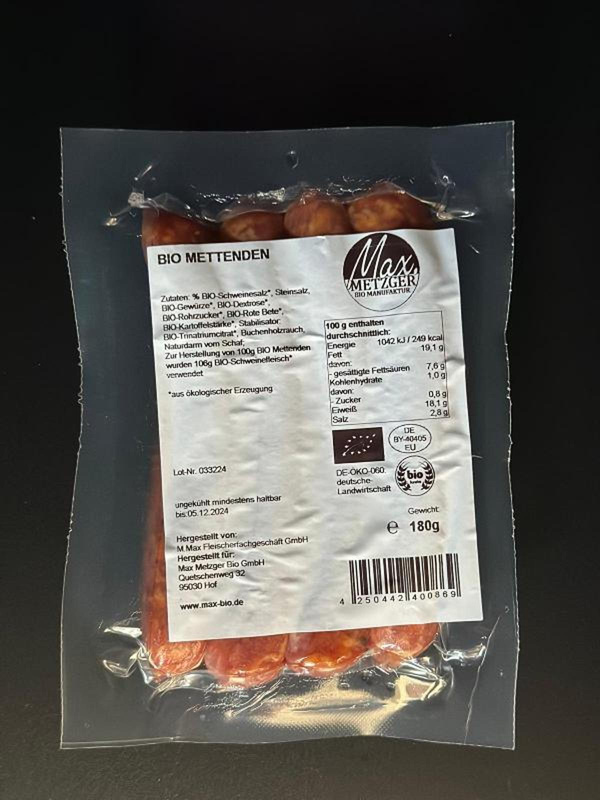 BIO METTENDEN
Max
METZGER
BIO MANUFAKTUR
Zutaten: % BIO-Schweinesalz*, Steinsalz,
BIO-Gewürze*, BIO-Dextrose*,
BIO-Rohrzucker*, BIO-Rote Bete*,
BIO-Kartoffelstärke*, Stabilisator:
BIO-Trinatriumcitrat*, Buchenholzrauch,
Naturdarm vom Schaf;
Zur Herstellung von 100g BIO Mettenden
wurden 106g BIO-Schweinefleisch*
verwendet
*aus ökologischer Erzeugung
100 g enthalten
durchschnittlich:
Energie 1042 kJ / 249 kcal
Fett 19,1 g
davon:
- gesättigte Fettsäuren 7,6 g
Kohlenhydrate 1,0 g
davon:
- Zucker 0,8 g
Eiweiß 18,1 g
Salz 2,8 g
DE
BY-40405
EU
DE-ÖKO-060.
deutsche-
Landwirtschaft
bio
Lot-Nr. 033224
ungekühlt mindestens haltbar
bis:05.12.2024
Gewicht:
e 180g
Hergestellt von:
M.Max Fleischerfachgeschäft GmbH
Hergestellt für:
Max Metzger Bio GmbH
Quetschenweg 32
95030 Hof
www.max-bio.de
4 250442 400869